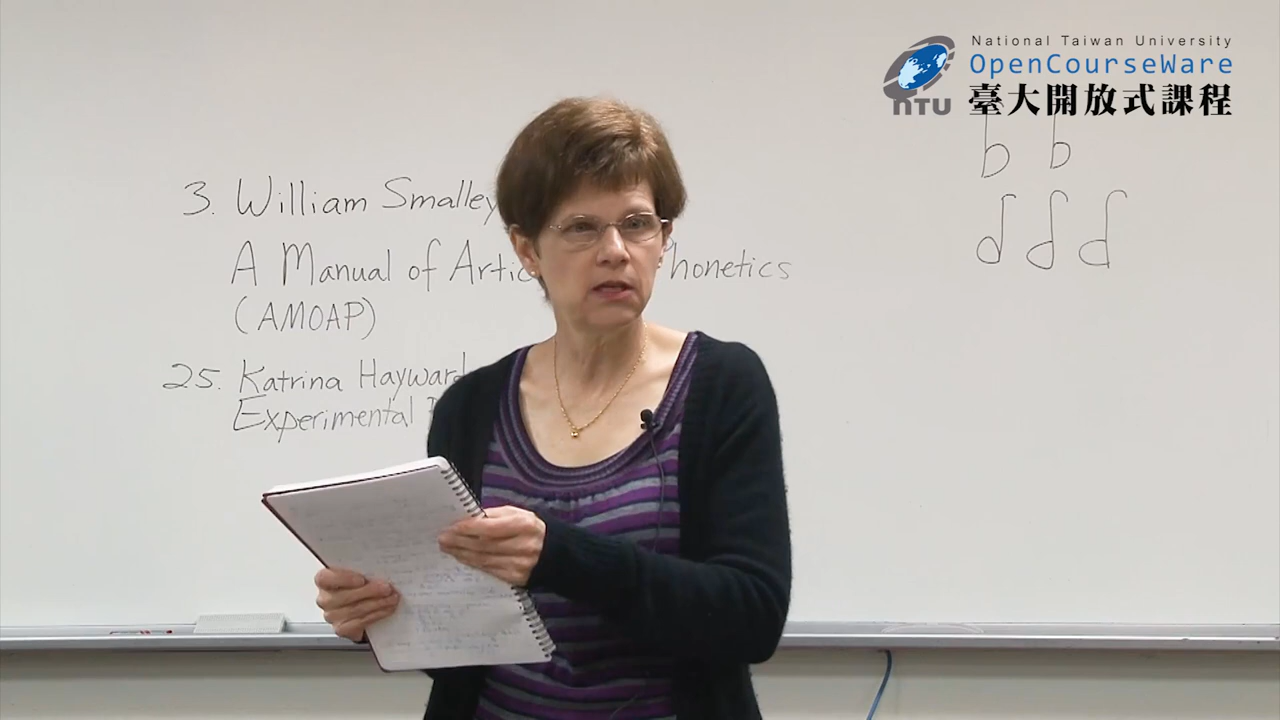 National Taiwan University
OpenCourseWare
臺大開放式課程
NTU
3. William Smalley
A Manual of Artic honetics
(AMOAP)
25. Katrina Hayward
Experimental
b b
d d d